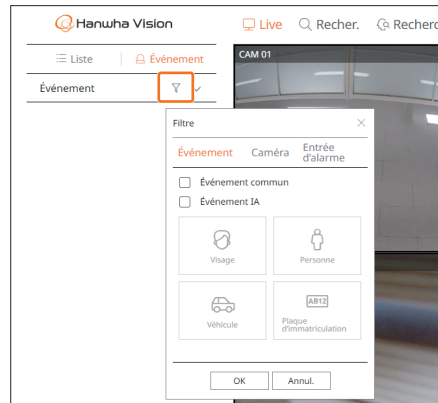 Hanwha Vision
Live
Recher.
Recherc
Liste
Événement
CAM 01
Événement
Filtre
Événement
Caméra
Entrée
d'alarme
Événement commun
Événement IA
Visage
Personne
AB12
Véhicule
Plaque
d'immatriculation
OK
Annul.